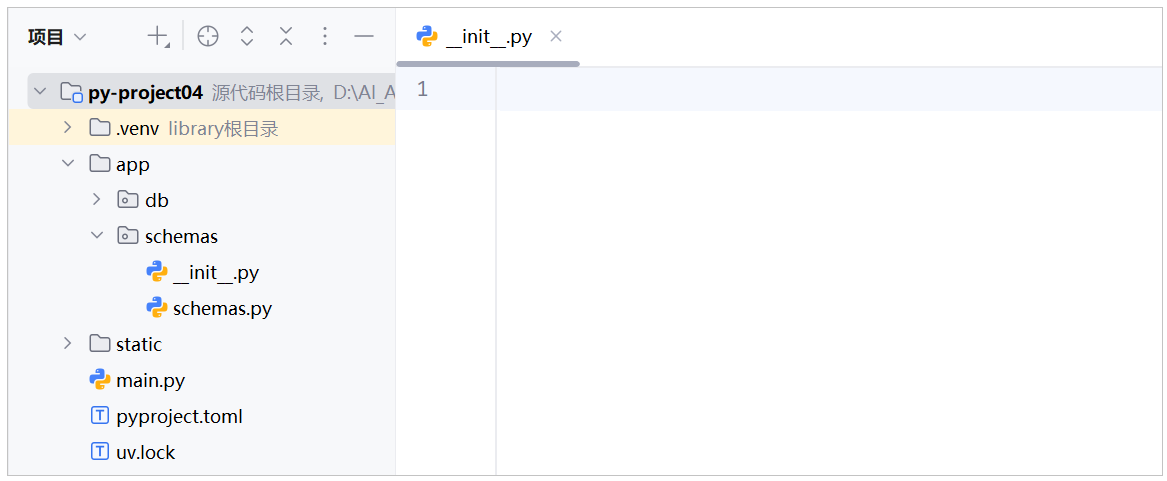 项目
__init__.py
1
py-project04 源代码根目录, D:\AI_A
.venv library根目录
app
db
schemas
__init__.py
schemas.py
static
main.py
pyproject.toml
uv.lock